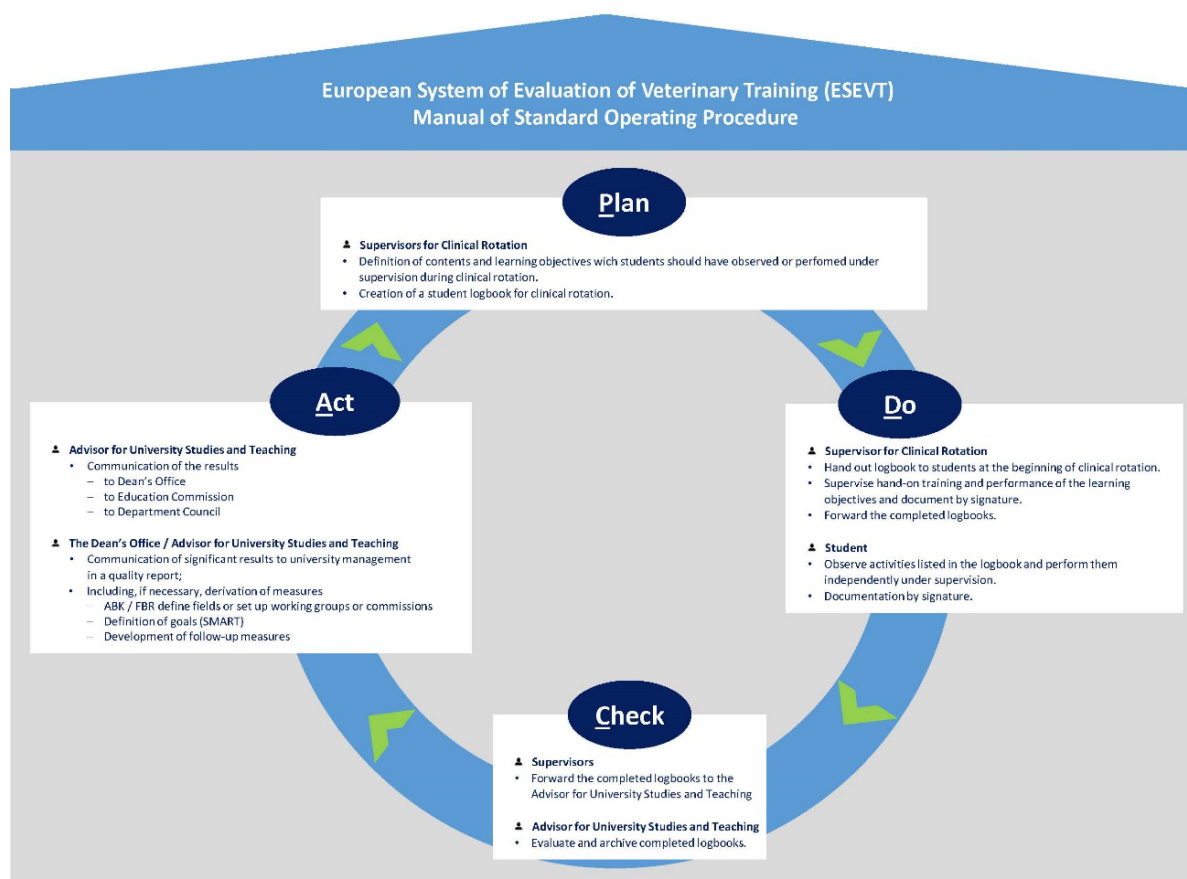 European System of Evaluation of Veterinary Training (ESEVT)
Manual of Standard Operating Procedure
Plan
Supervisors for Clinical Rotation
• Definition of contents and learning objectives wich students should have observed or perfomed under
supervision during clinical rotation.
• Creation of a student logbook for clinical rotation.
Do
Supervisor for Clinical Rotation
• Hand out logbook to students at the beginning of clinical rotation.
• Supervise hand-on training and performance of the learning
objectives and document by signature.
• Forward the completed logbooks.
Student
• Observe activities listed in the logbook and perform them
independently under supervision.
• Documentation by signature.
Check
Supervisors
• Forward the completed logbooks to the
Advisor for University Studies and Teaching
Advisor for University Studies and Teaching
• Evaluate and archive completed logbooks.
Act
Advisor for University Studies and Teaching
• Communication of the results
– to Dean's Office
– to Education Commission
– to Department Council
The Dean's Office / Advisor for University Studies and Teaching
• Communication of significant results to university management
in a quality report;
• Including, if necessary, derivation of measures
– ABK / FBR define fields or set up working groups or commissions
– Definition of goals (SMART)
– Development of follow-up measures